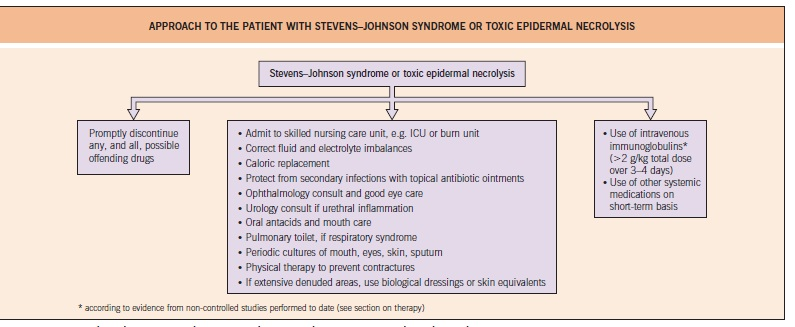 APPROACH TO THE PATIENT WITH STEVENS–JOHNSON SYNDROME OR TOXIC EPIDERMAL NECROLYSIS
Stevens–Johnson syndrome or toxic epidermal necrolysis
Promptly discontinue
any, and all, possible
offending drugs
• Admit to skilled nursing care unit, e.g. ICU or burn unit
• Correct fluid and electrolyte imbalances
• Caloric replacement
• Protect from secondary infections with topical antibiotic ointments
• Ophthalmology consult and good eye care
• Urology consult if urethral inflammation
• Oral antacids and mouth care
• Pulmonary toilet, if respiratory syndrome
• Periodic cultures of mouth, eyes, skin, sputum
• Physical therapy to prevent contractures
• If extensive denuded areas, use biological dressings or skin equivalents
• Use of intravenous
immunoglobulins*
(>2 g/kg total dose
over 3–4 days)
• Use of other systemic
medications on
short-term basis
* according to evidence from non-controlled studies performed to date (see section on therapy)